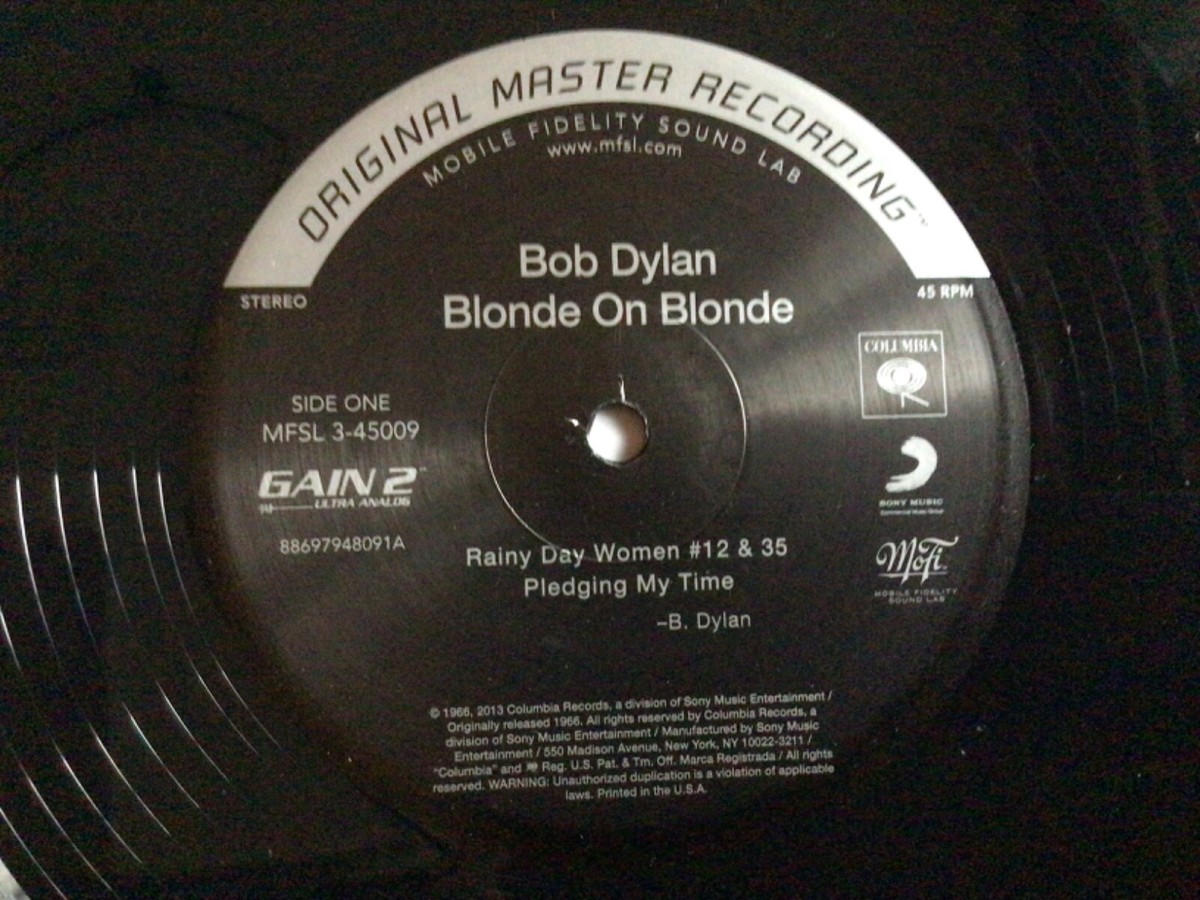 ORIGINAL MASTER RECORDING™
MOBILE FIDELITY SOUND LAB
www.mfsl.com
Bob Dylan
Blonde On Blonde
STEREO
45 RPM
COLUMBIA
SIDE ONE
MFSL 3-45009
GAIN 2™
ULTRA ANALOG
88697948091A
SONY MUSIC
Commercial Music Group
MoFi
MOBILE FIDELITY
SOUND LAB
Rainy Day Women #12 & 35
Pledging My Time
–B. Dylan
© 1966, 2013 Columbia Records, a division of Sony Music Entertainment /
Originally released 1966. All rights reserved by Columbia Records, a
division of Sony Music Entertainment / Manufactured by Sony Music
Entertainment / 550 Madison Avenue, New York, NY 10022-3211 /
"Columbia" and Reg. U.S. Pat. & Tm. Off. Marca Registrada / All rights
reserved. WARNING: Unauthorized duplication is a violation of applicable
laws. Printed in the U.S.A.